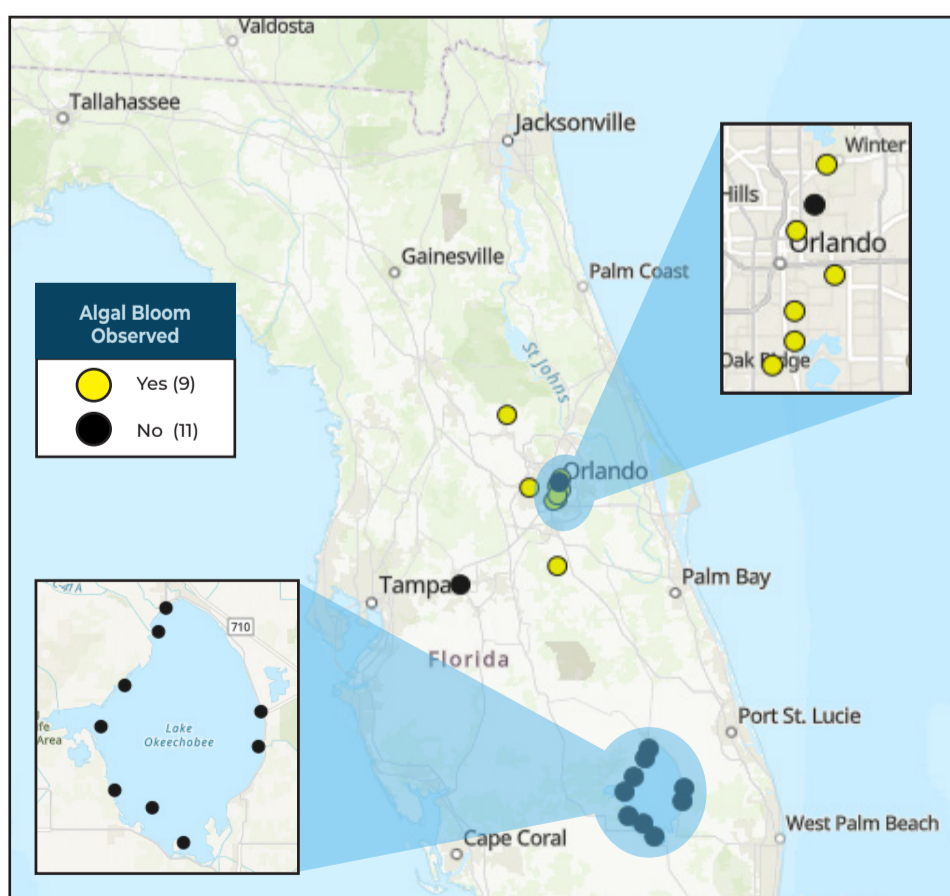 Valdosta
Tallahassee
Jacksonville
Winter
Hills
Orlando
Oak Ridge
Gainesville
Palm Coast
St Johns
Algal Bloom
Observed
Yes (9)
No (11)
Orlando
Tampa
Palm Bay
Florida
710
Lake
Okeechobee
fe
Area
Port St. Lucie
West Palm Beach
Cape Coral